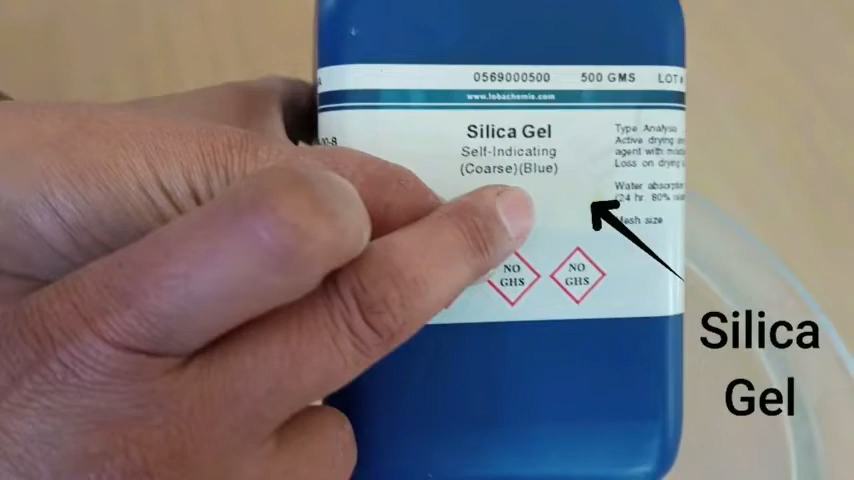 0569000500 500 GMS LOT
www.lobachemie.com
Silica Gel
Self-Indicating
(Coarse)(Blue)
Type Analysis
Active drying
agent with
Loss on drying
Water absorption
24 hr. 80%
Mesh size
NO
GHS
NO
GHS
Silica
Gel